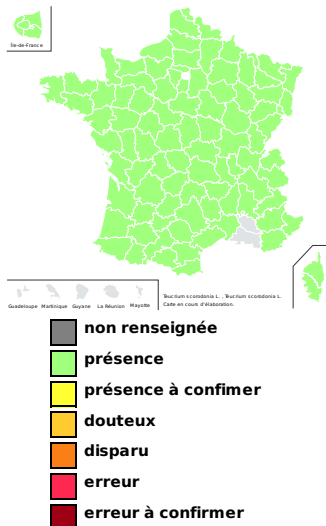 Île-de-France
Guadeloupe Martinique Guyane La Réunion Mayotte
Teucrium scorodonia L. , Teucrium scorodonia L.
Carte en cours d'élaboration.
non renseignée
présence
présence à confimer
douteux
disparu
erreur
erreur à confirmer